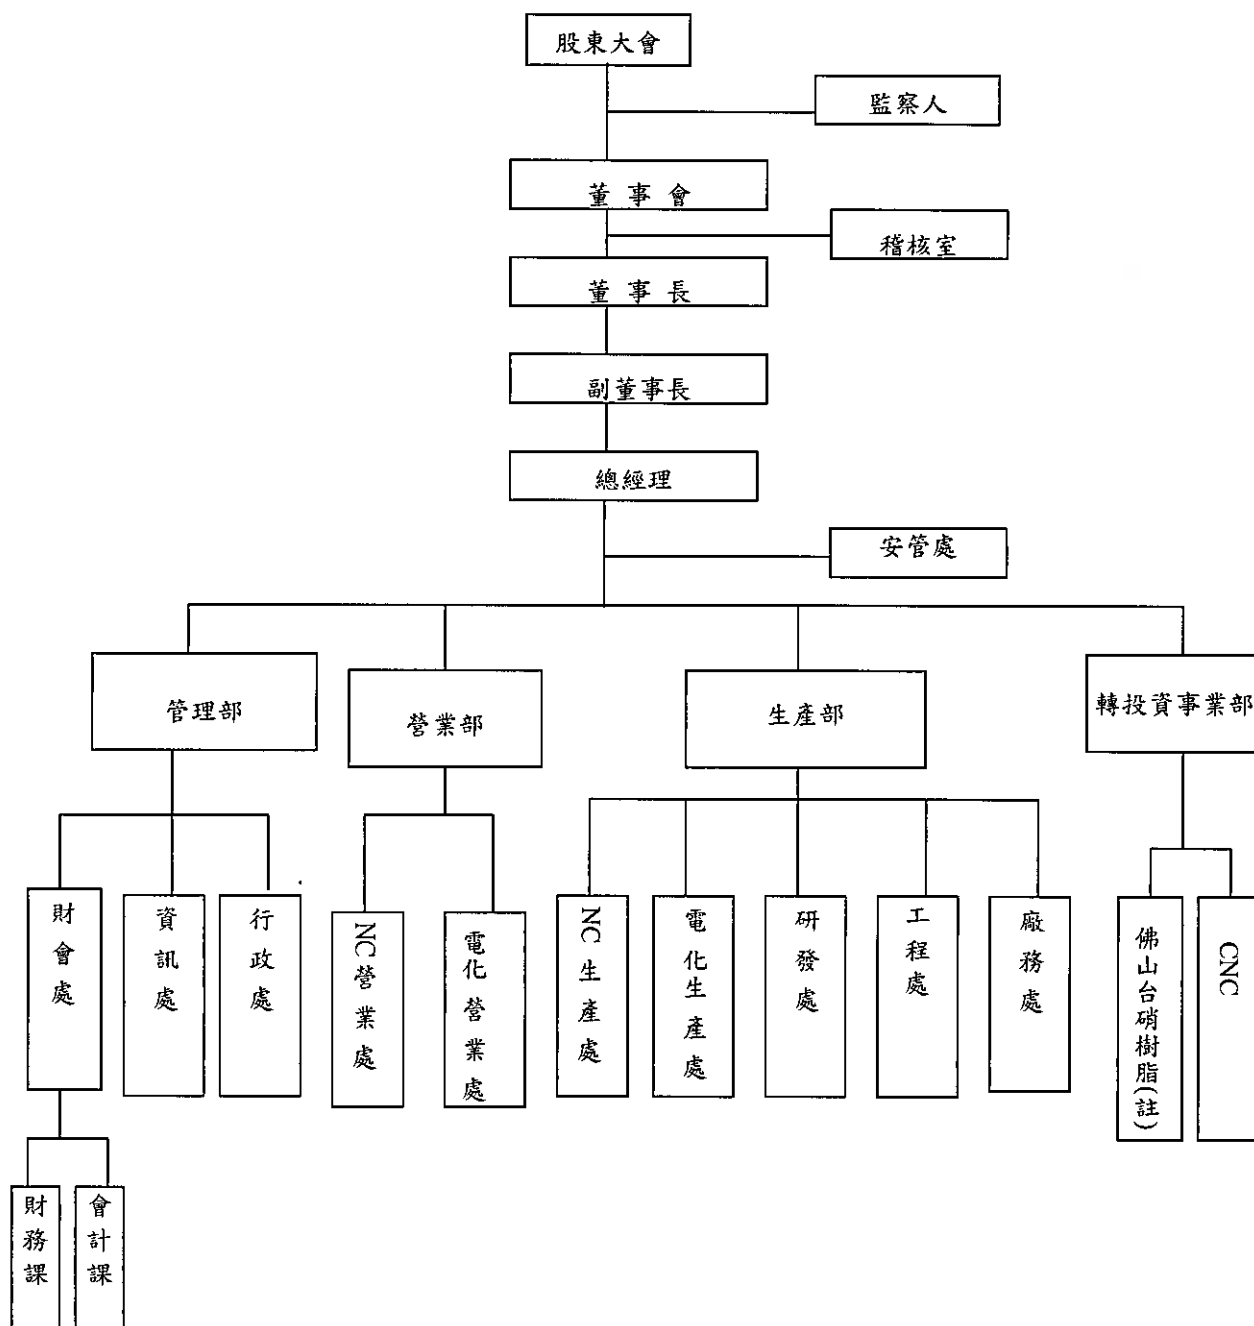 股東大會
監察人
董事會
稽核室
董事長
副董事長
總經理
安管處
管理部
營業部
生產部
轉投資事業部
財會處
資訊處
行政處
NC營業處
電化營業處
NC生產處
電化生產處
研發處
工程處
廠務處
佛山台硝樹脂(註)
CNC
財務課
會計課